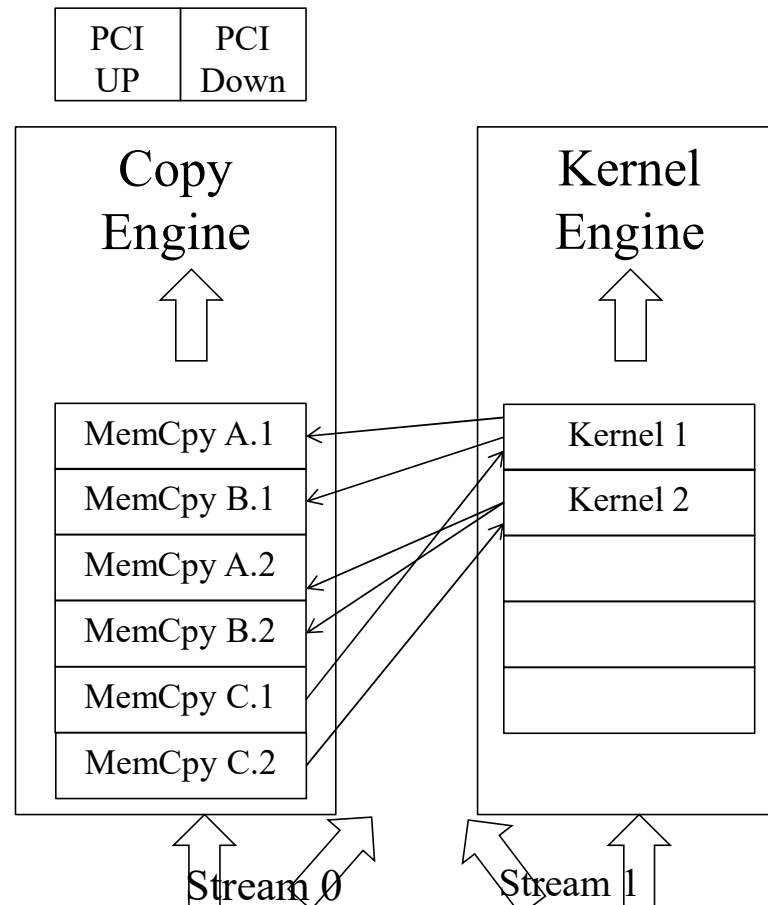 PCI
UP
PCI
Down
Copy
Engine
Kernel
Engine
MemCpy A.1
MemCpy B.1
MemCpy A.2
MemCpy B.2
MemCpy C.1
MemCpy C.2
Kernel 1
Kernel 2
Stream 0
Stream 1